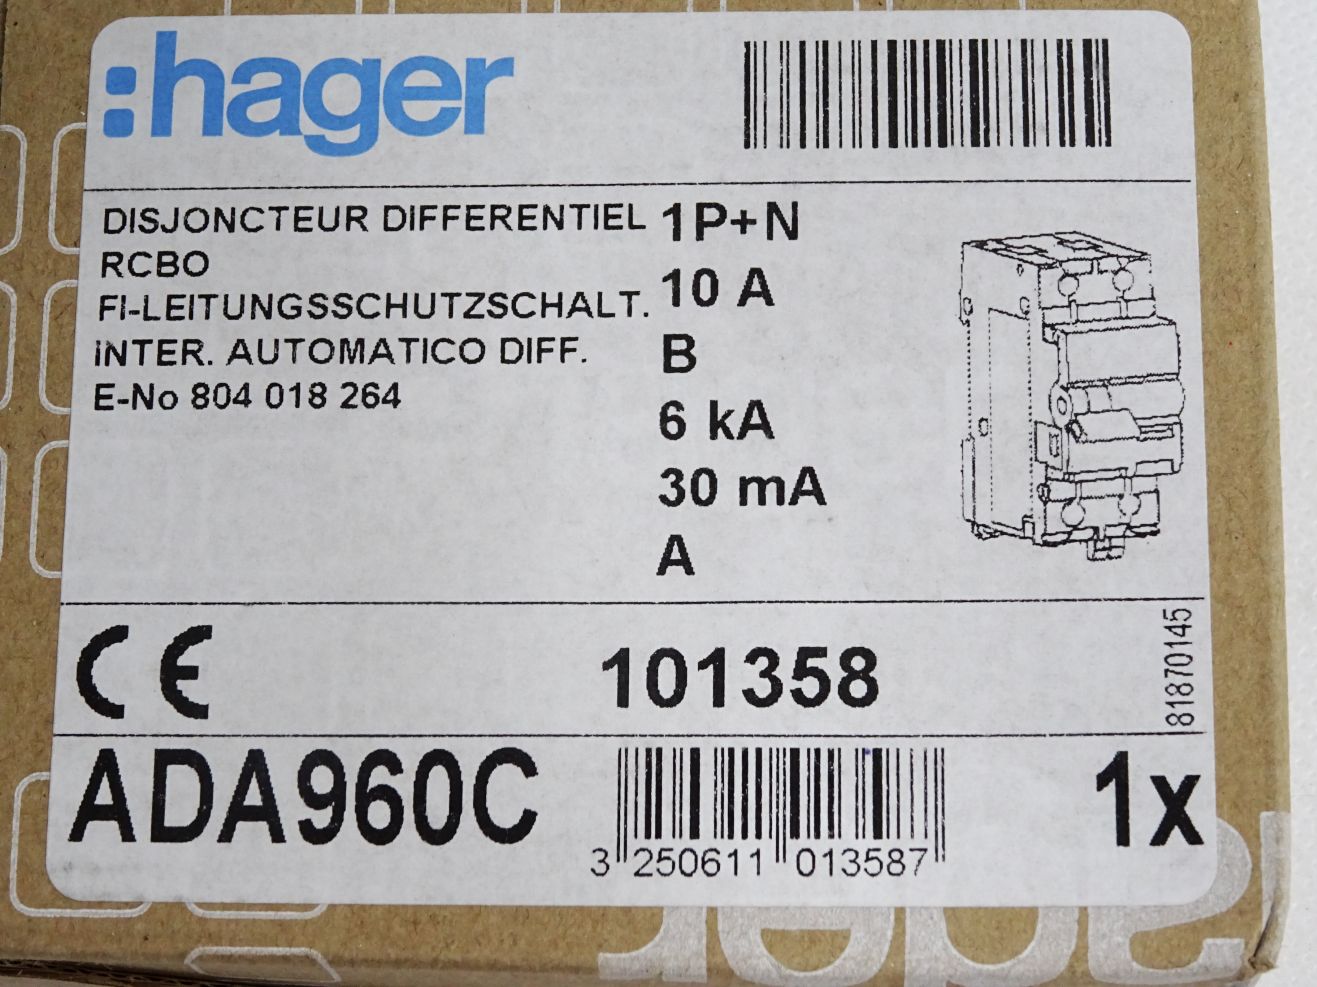 :hager
DISJONCTEUR DIFFERENTIEL 1P+N
RCBO
10 A
FI-LEITUNGSSCHUTZSCHALT.
INTER. AUTOMATICO DIFF.
B
E-No 804 018 264
6 kA
30 mA
A
CE
101358
81870145
ADA960C
3 250611 013587
1x